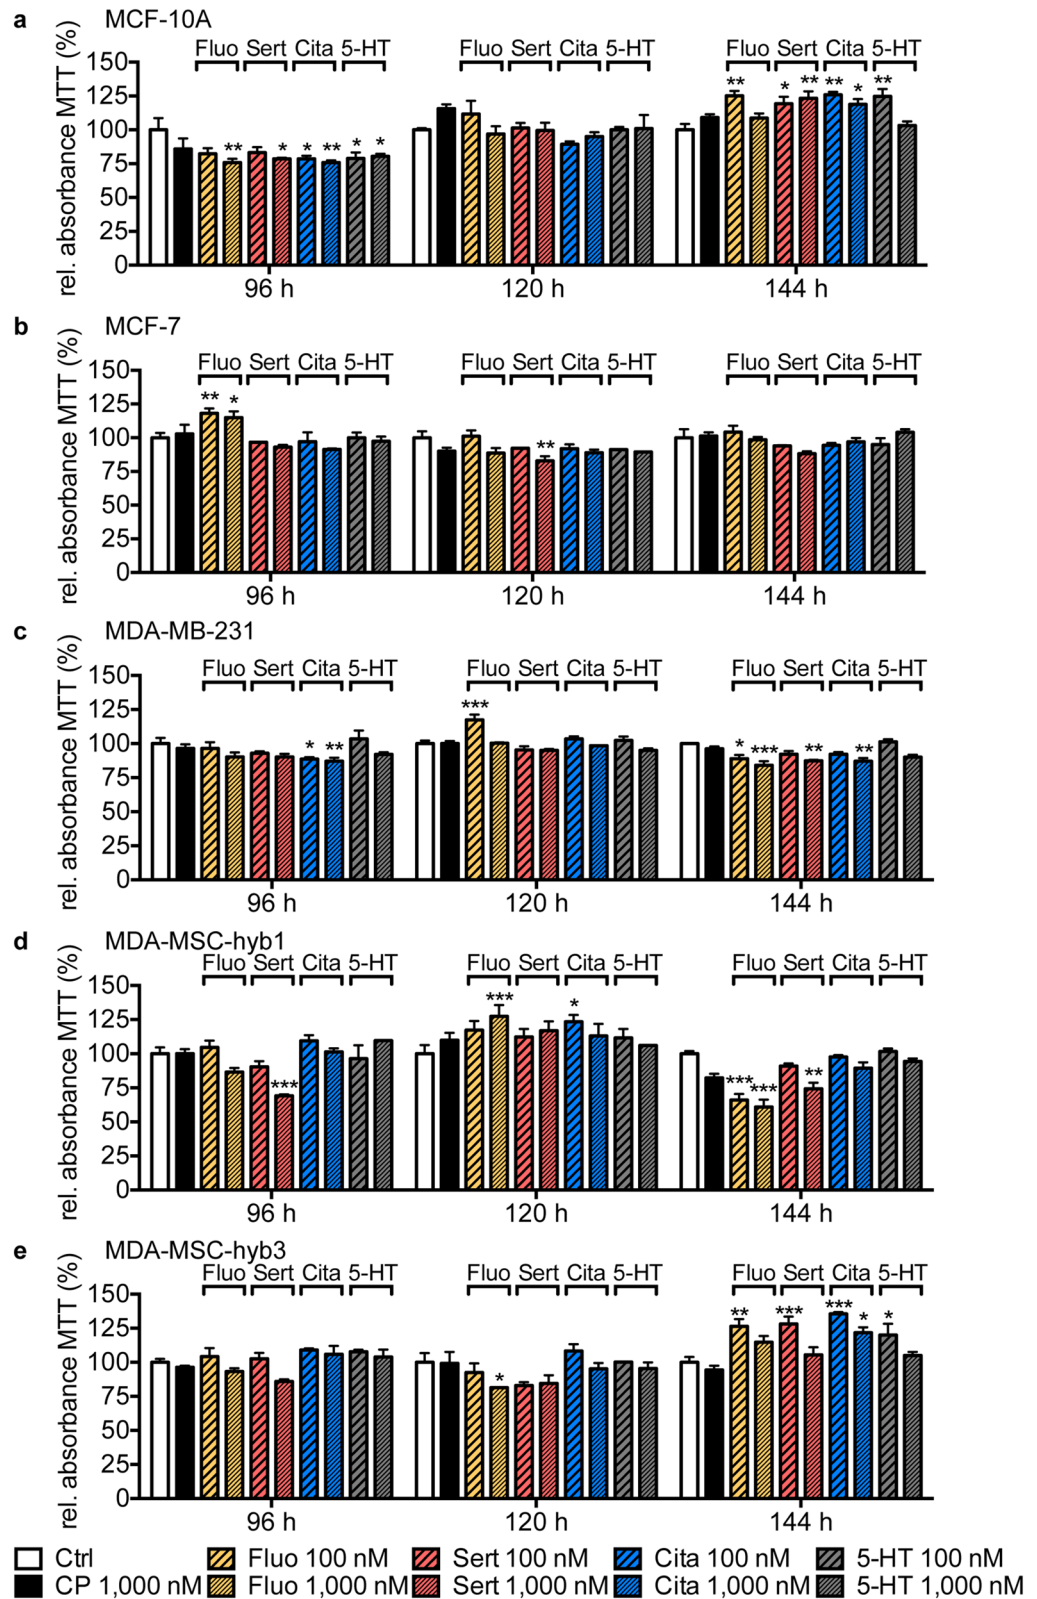 a MCF-10A
Fluo Sert Cita 5-HT Fluo Sert Cita 5-HT Fluo Sert Cita 5-HT
rel. absorbance MTT (%)
150
125
100
75
50
25
0
** * * ** * *
** * ** ** * **
96 h 120 h 144 h
b MCF-7
Fluo Sert Cita 5-HT Fluo Sert Cita 5-HT Fluo Sert Cita 5-HT
rel. absorbance MTT (%)
150
125
100
75
50
25
0
** *
**
96 h 120 h 144 h
c MDA-MB-231
Fluo Sert Cita 5-HT Fluo Sert Cita 5-HT Fluo Sert Cita 5-HT
rel. absorbance MTT (%)
150
125
100
75
50
25
0
* **
***
* *** ** **
96 h 120 h 144 h
d MDA-MSC-hyb1
Fluo Sert Cita 5-HT Fluo Sert Cita 5-HT Fluo Sert Cita 5-HT
rel. absorbance MTT (%)
150
125
100
75
50
25
0
***
*** *
*** *** **
96 h 120 h 144 h
e MDA-MSC-hyb3
Fluo Sert Cita 5-HT Fluo Sert Cita 5-HT Fluo Sert Cita 5-HT
rel. absorbance MTT (%)
150
125
100
75
50
25
0
*
** *** *** * *
96 h 120 h 144 h
Ctrl Fluo 100 nM Sert 100 nM Cita 100 nM 5-HT 100 nM
CP 1,000 nM Fluo 1,000 nM Sert 1,000 nM Cita 1,000 nM 5-HT 1,000 nM